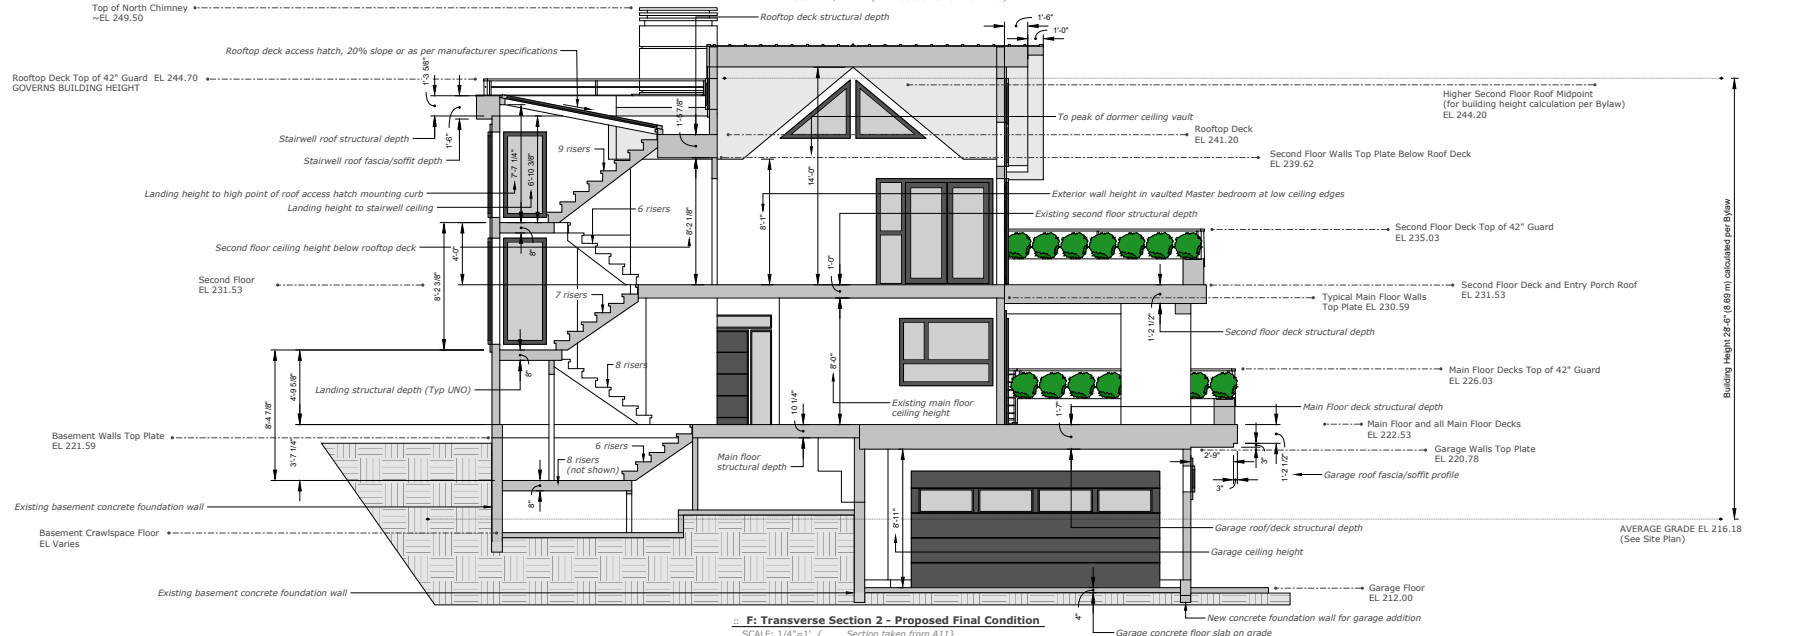 Top of North Chimney
~EL 249.50
Rooftop deck structural depth
1'-6"
1'-0"
Rooftop deck access hatch, 20% slope or as per manufacturer specifications
Rooftop Deck Top of 42" Guard EL 244.70
GOVERNS BUILDING HEIGHT
1'-3 5/8"
1'-6"
1'-5 7/8"
Higher Second Floor Roof Midpoint
(for building height calculation per Bylaw)
EL 244.20
To peak of dormer ceiling vault
Rooftop Deck
EL 241.20
Stairwell roof structural depth
Stairwell roof fascia/soffit depth
9 risers
Second Floor Walls Top Plate Below Roof Deck
EL 239.62
7'-7 1/4"
6'-10 3/8"
14'-0"
Landing height to high point of roof access hatch mounting curb
Landing height to stairwell ceiling
6 risers
8'-2 1/8"
8'-1"
Exterior wall height in vaulted Master bedroom at low ceiling edges
Existing second floor structural depth
Second floor ceiling height below rooftop deck
8"
4'-0"
8'-2 3/8"
1'-0"
Second Floor Deck Top of 42" Guard
EL 235.03
Second Floor
EL 231.53
7 risers
Second Floor Deck and Entry Porch Roof
EL 231.53
Typical Main Floor Walls
Top Plate EL 230.59
1'-2 1/2"
Second floor deck structural depth
Building Height 28'-6" (8.69 m) calculated per Bylaw
8 risers
8"
8'-0"
4'-9 5/8"
8'-4 7/8"
Landing structural depth (Typ UNO)
Existing main floor
ceiling height
Main Floor Decks Top of 42" Guard
EL 226.03
10 1/4"
1'-7"
Main Floor deck structural depth
Main Floor and all Main Floor Decks
EL 222.53
Basement Walls Top Plate
EL 221.59
3'-7 1/4"
6 risers
8 risers
(not shown)
Main floor
structural depth
Garage Walls Top Plate
EL 220.78
2'-9"
3"
3"
1'-2 1/2"
Garage roof fascia/soffit profile
8"
Existing basement concrete foundation wall
8'-11"
Basement Crawlspace Floor
EL Varies
Garage roof/deck structural depth
AVERAGE GRADE EL 216.18
(See Site Plan)
Garage ceiling height
Existing basement concrete foundation wall
Garage Floor
EL 212.00
4"
New concrete foundation wall for garage addition
:: F: Transverse Section 2 - Proposed Final Condition
SCALE: 1/4"=1' ( Section taken from A11)
Garage concrete floor slab on grade